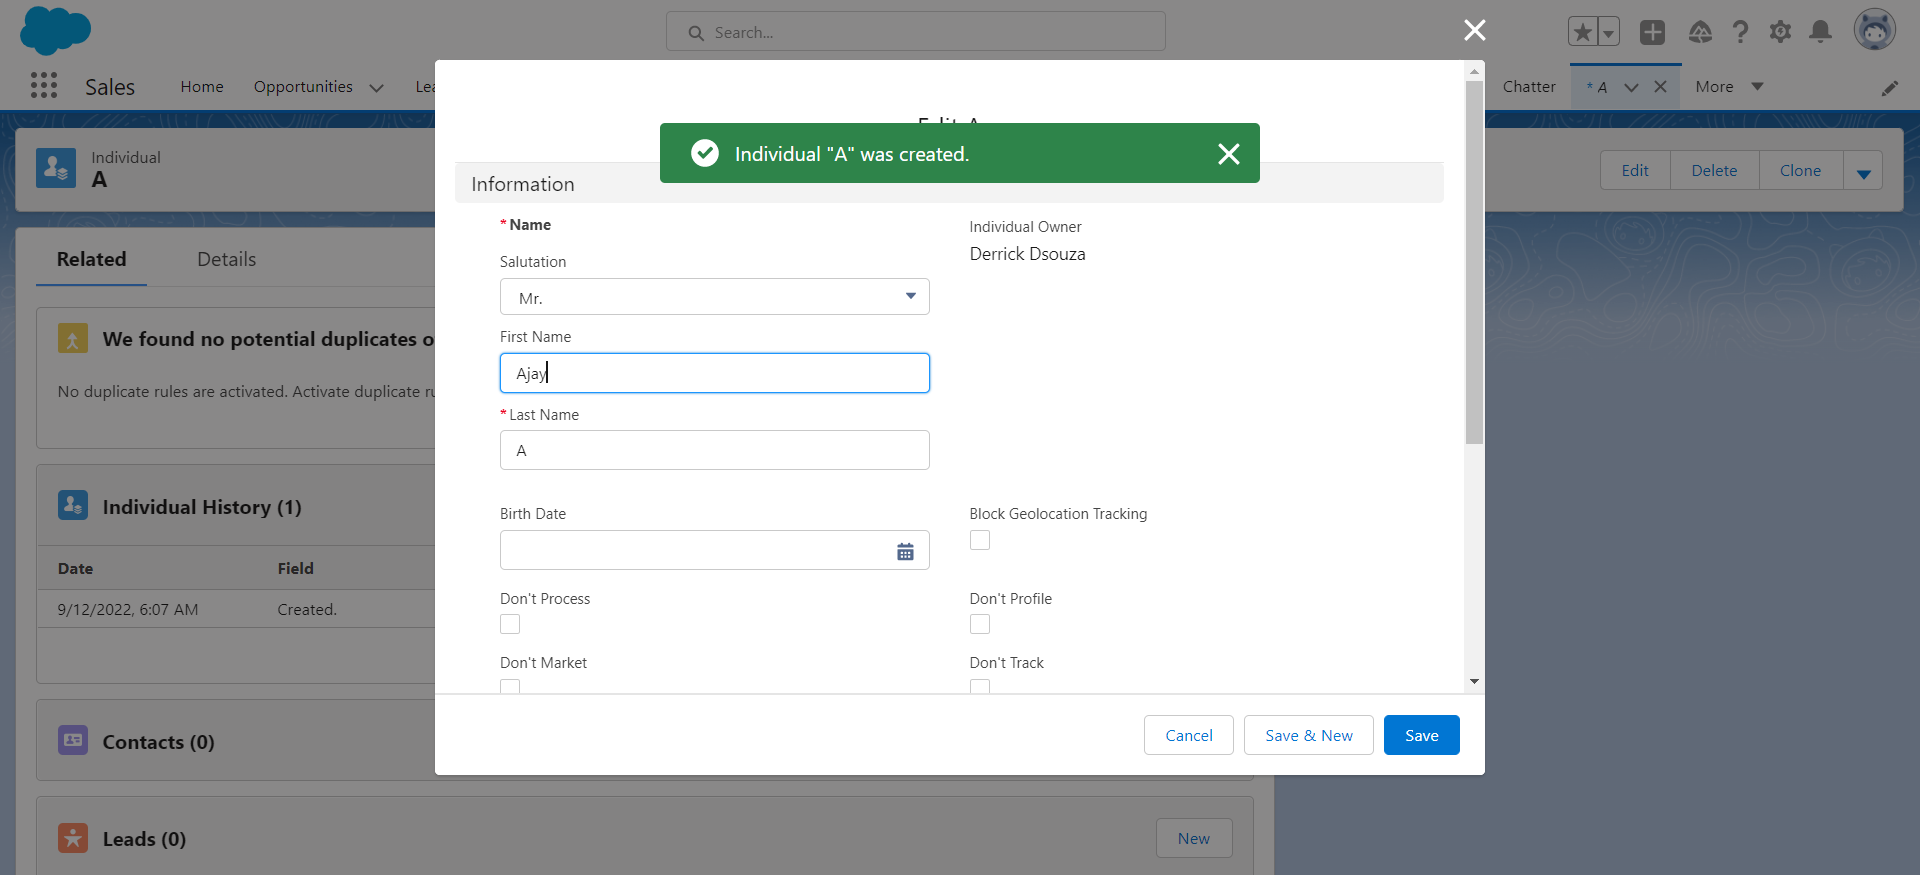 Search...
Sales
Home
Opportunities
Chatter
* A
More
Individual
A
Edit
Delete
Clone
Edit A
Individual "A" was created.
Information
* Name
Individual Owner
Derrick Dsouza
Salutation
Mr.
First Name
Ajay
* Last Name
A
Birth Date
Block Geolocation Tracking
Don't Process
Don't Profile
Don't Market
Don't Track
Cancel
Save & New
Save
Related
Details
We found no potential duplicates o
No duplicate rules are activated. Activate duplicate
Individual History (1)
Date
Field
9/12/2022, 6:07 AM
Created.
Contacts (0)
Leads (0)
New